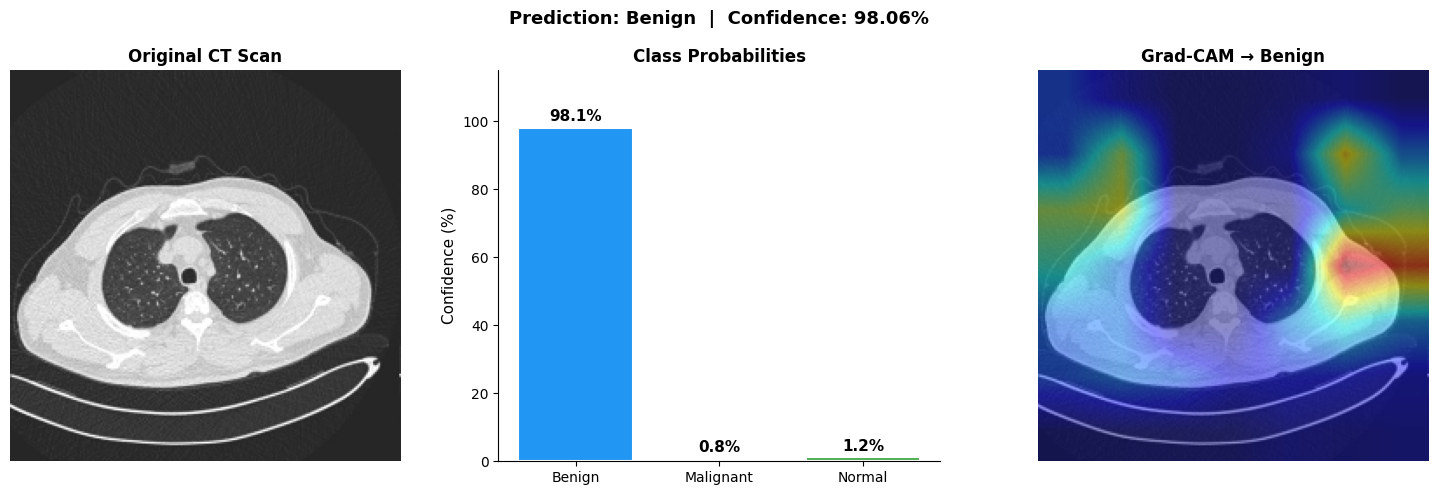 Prediction: Benign | Confidence: 98.06%
Original CT Scan
Class Probabilities
Grad-CAM → Benign
Confidence (%)
100
80
60
40
20
0
98.1%
0.8%
1.2%
Benign
Malignant
Normal